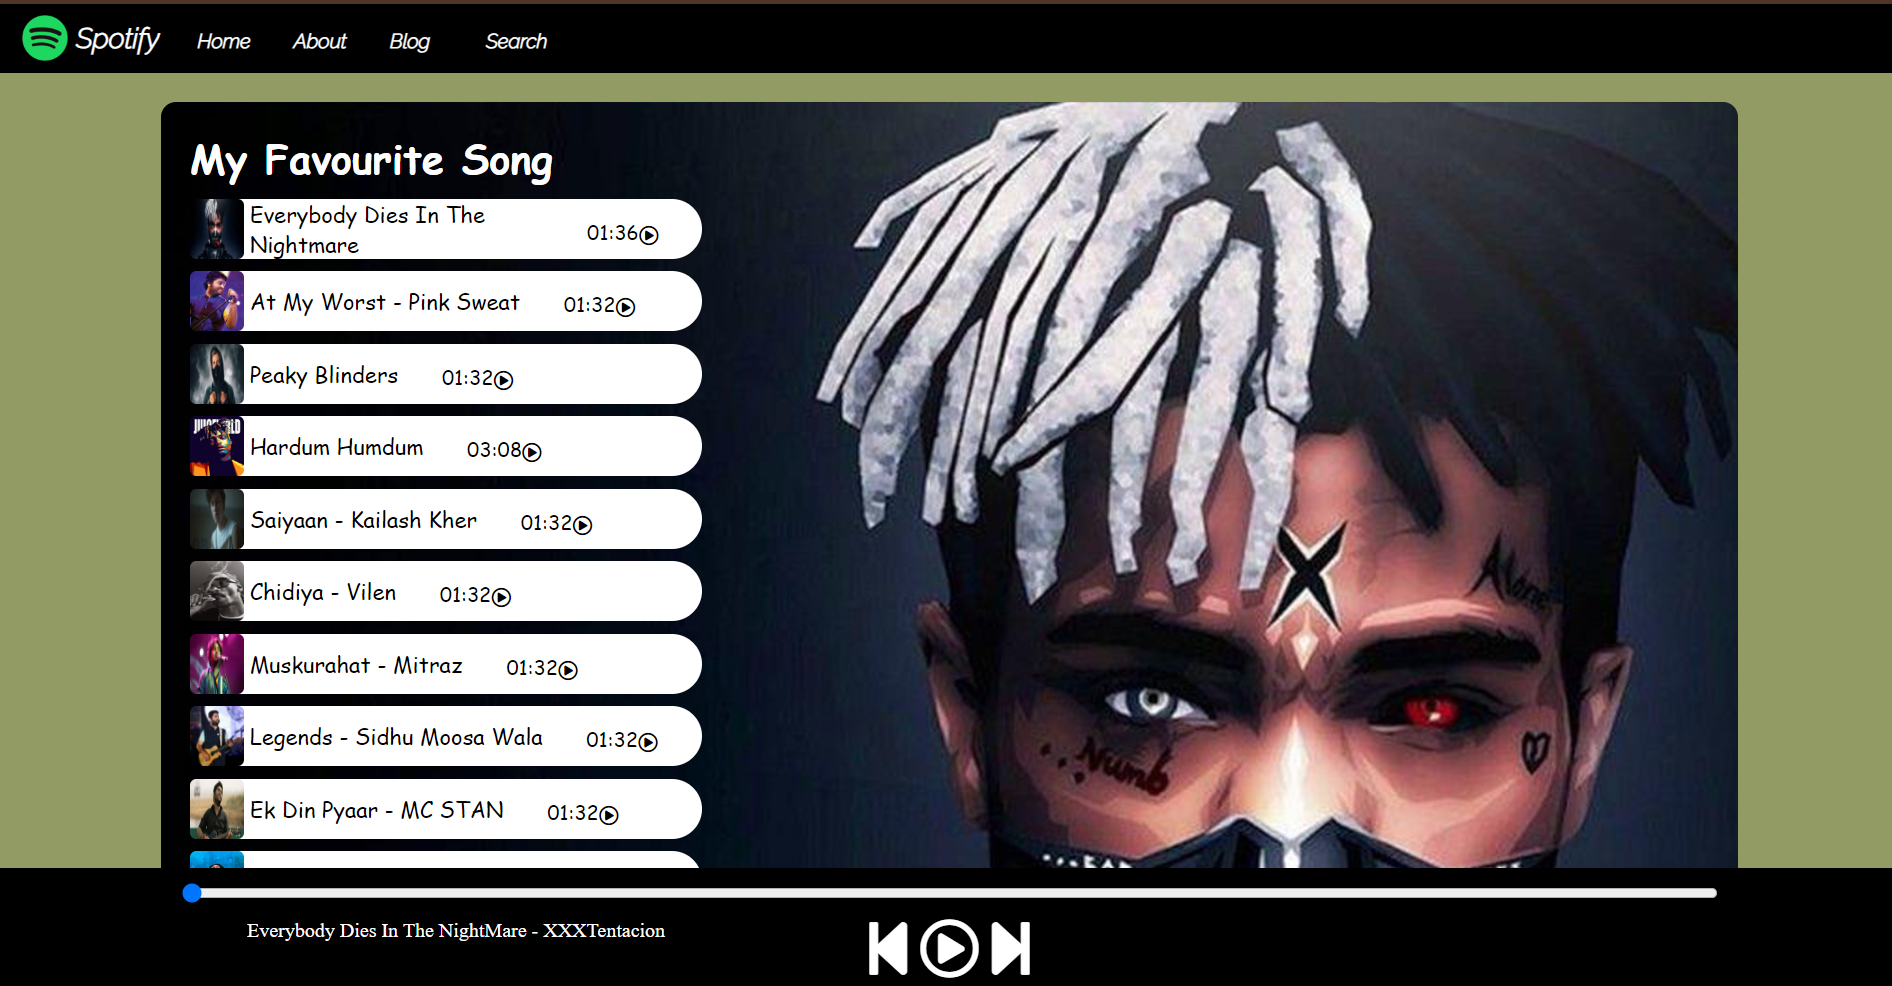 Spotify Home About Blog Search
My Favourite Song
Everybody Dies In The
Nightmare
01:36
At My Worst - Pink Sweat 01:32
Peaky Blinders 01:32
Hardum Humdum 03:08
Saiyaan - Kailash Kher 01:32
Chidiya - Vilen 01:32
Muskurahat - Mitraz 01:32
Legends - Sidhu Moosa Wala 01:32
Ek Din Pyaar - MC STAN 01:32
Alone
Numb
Everybody Dies In The NightMare - XXXTentacion